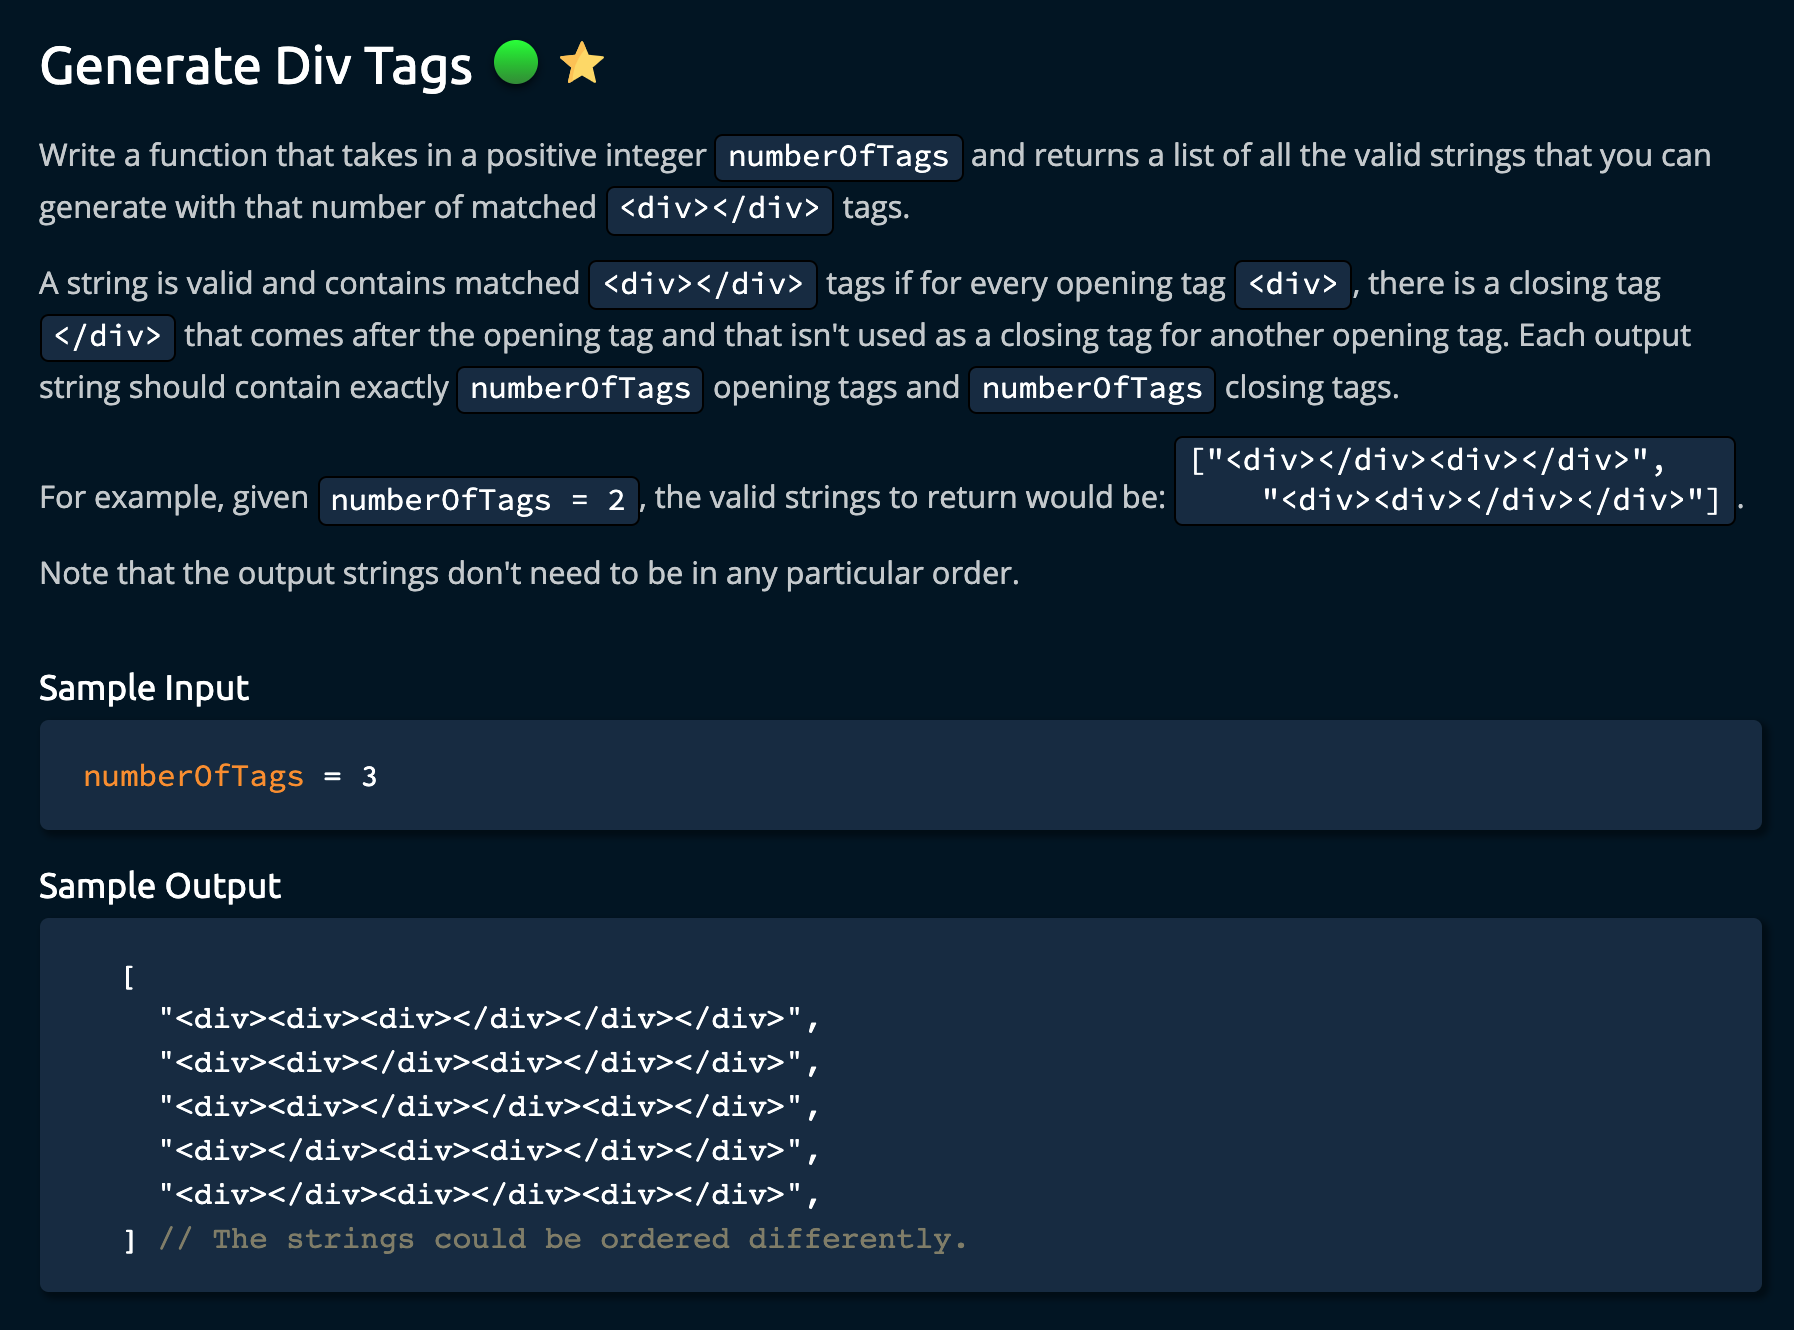 Generate Div Tags
Write a function that takes in a positive integer numberOfTags and returns a list of all the valid strings that you can
generate with that number of matched <div></div> tags.
A string is valid and contains matched <div></div> tags if for every opening tag <div>, there is a closing tag
</div> that comes after the opening tag and that isn't used as a closing tag for another opening tag. Each output
string should contain exactly numberOfTags opening tags and numberOfTags closing tags.
For example, given numberOfTags = 2, the valid strings to return would be: ["<div></div><div></div>",
"<div><div></div></div>"].
Note that the output strings don't need to be in any particular order.
Sample Input
numberOfTags = 3
Sample Output
[
"<div><div><div></div></div></div>",
"<div><div></div><div></div></div>",
"<div><div></div></div><div></div>",
"<div></div><div><div></div></div>",
"<div></div><div></div><div></div>",
] // The strings could be ordered differently.